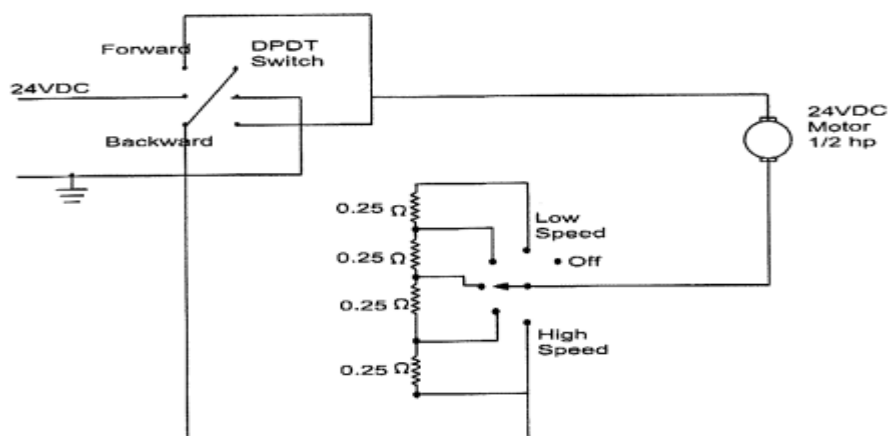 Forward
DPDT
Switch
24VDC
Backward
24VDC
Motor
1/2 hp
0.25 Ω
Low
Speed
0.25 Ω
Off
0.25 Ω
High
Speed
0.25 Ω